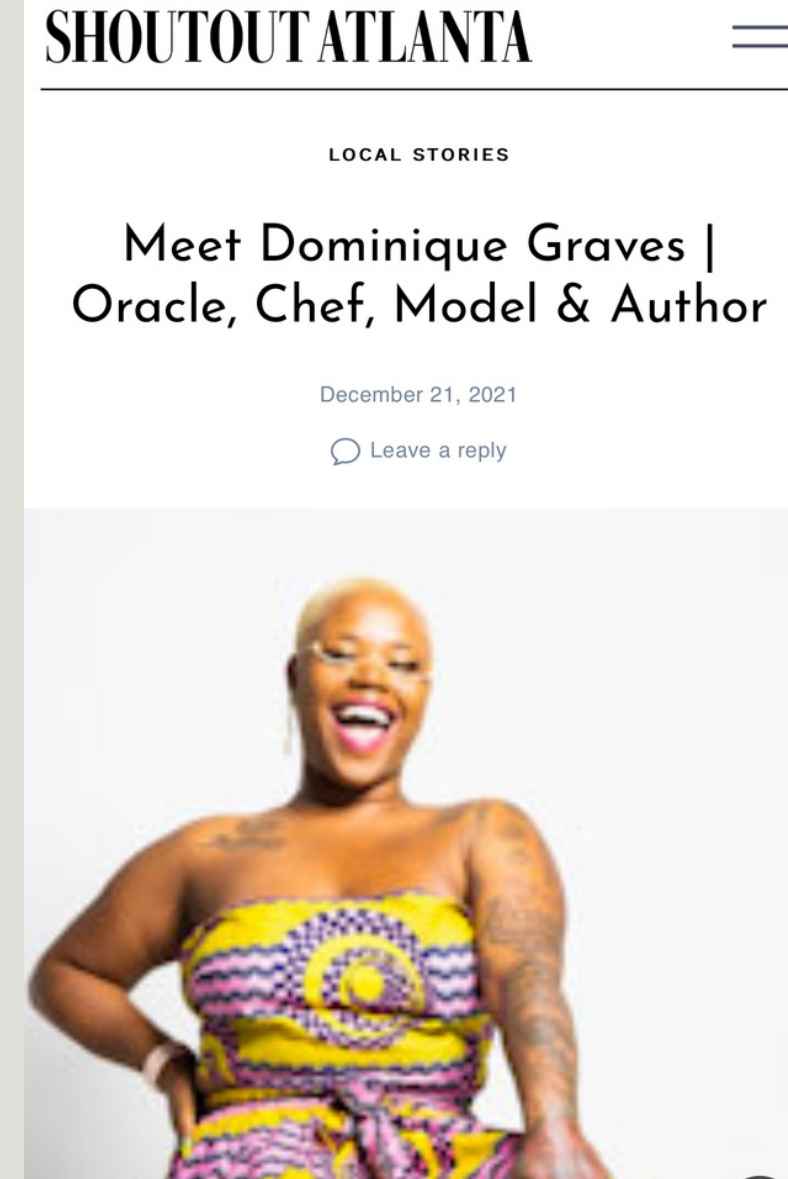 SHOUTOUT ATLANTA
LOCAL STORIES
Meet Dominique Graves |
Oracle, Chef, Model & Author
December 21, 2021
Leave a reply